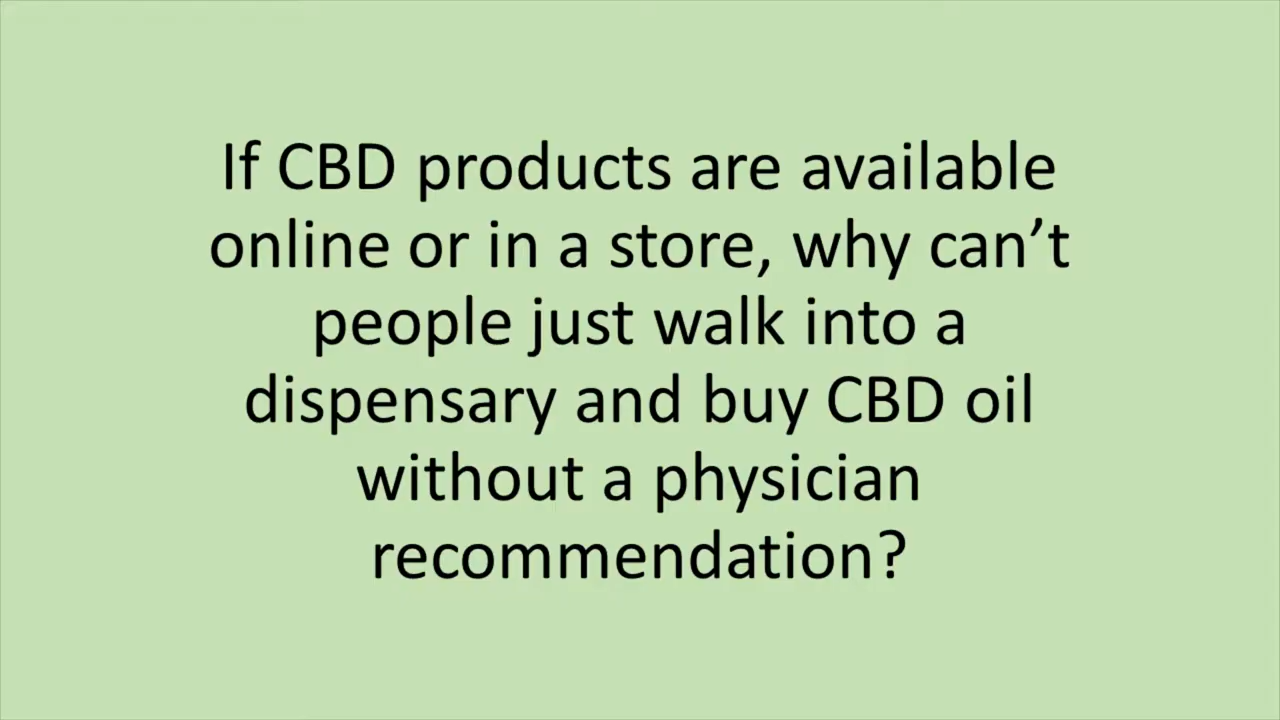 If CBD products are available
online or in a store, why can’t
people just walk into a
dispensary and buy CBD oil
without a physician
recommendation?